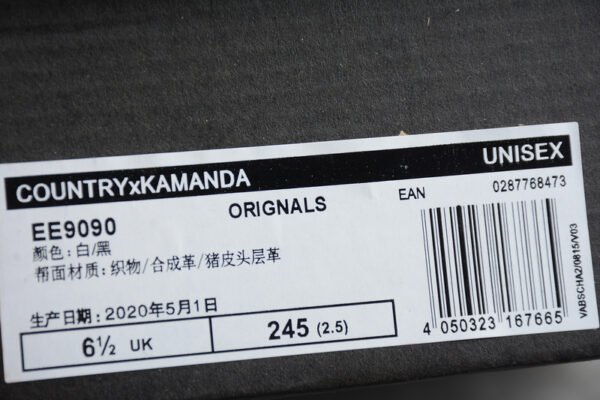 COUNTRYxKAMANDA UNISEX
EE9090 ORIGNALS EAN 0287768473
颜色:白/黑
帮面材质:织物/合成革/猪皮头层革
生产日期:2020年5月1日
6½ UK 245 (2.5)
4 050323 167665
VABSCHA2/0815/V03